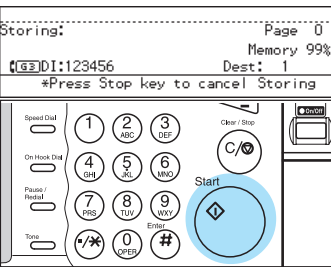 Storing: Page 0
Memory 99%
G3 DI:123456 Dest: 1
*Press Stop key to cancel Storing
On/Off
Speed Dial 1 2 ABC 3 DEF Clear / Stop
C/
On Hook Dial 4 GHI 5 JKL 6 MNO
Start
Pause / Redial 7 PRS 8 TUV 9 WXY
Enter
Tone •/* 0 OPER #